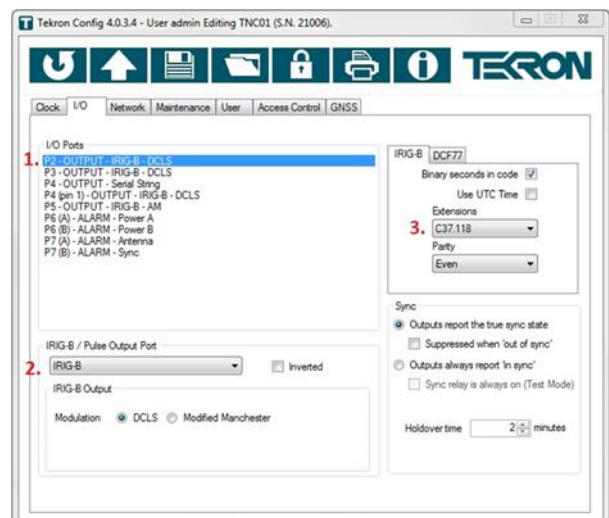 Tekron Config 4.0.3.4 - User admin Editing TNC01 (S.N. 21006).
TEKRON
Clock I/O Network Maintenance User Access Control GNSS
I/O Ports
1.
P2 - OUTPUT - IRIG-B - DCLS
P3 - OUTPUT - IRIG-B - DCLS
P4 - OUTPUT - Serial String
P4 (pin 1) - OUTPUT - IRIG-B - DCLS
P5 - OUTPUT - IRIG-B - AM
P6 (A) - ALARM - Power A
P6 (B) - ALARM - Power B
P7 (A) - ALARM - Antenna
P7 (B) - ALARM - Sync
IRIG-B / Pulse Output Port
2. IRIG-B Inverted
IRIG-B Output
Modulation DCLS Modified Manchester
IRIG-B DCF77
Binary seconds in code
Use UTC Time
Extensions
3. C37.118
Parity
Even
Sync
Outputs report the true sync state
Suppressed when 'out of sync'
Outputs always report 'in sync'
Sync relay is always on (Test Mode)
Holdover time 2 minutes